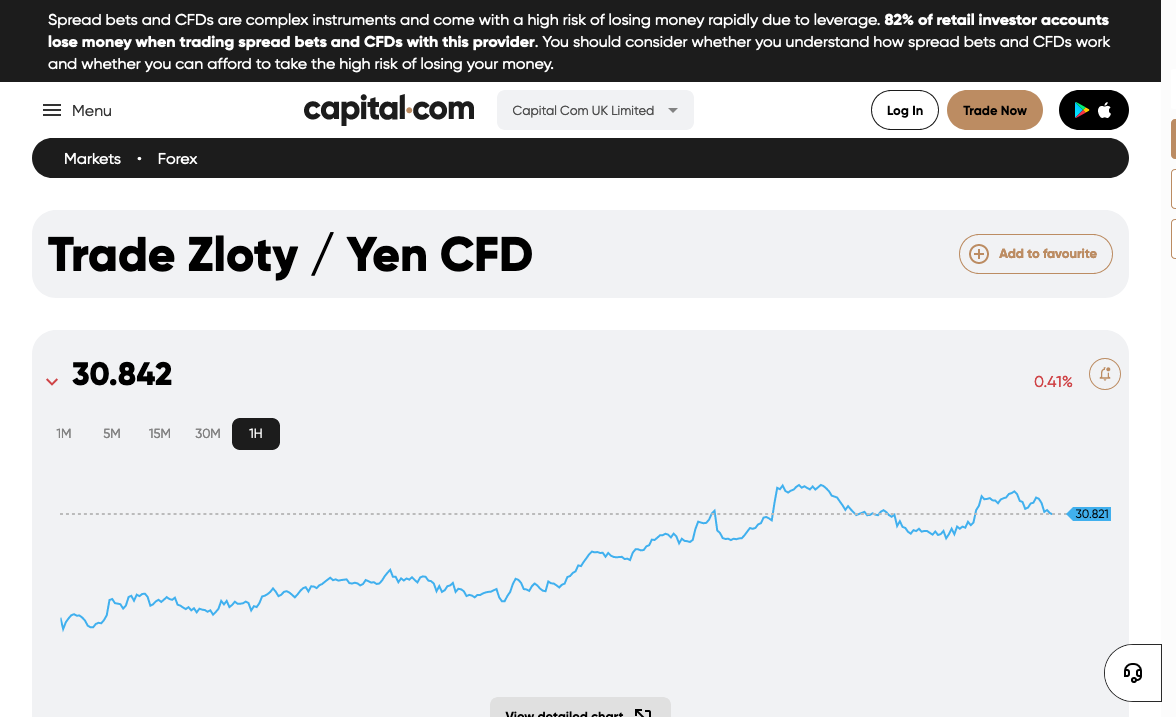 Spread bets and CFDs are complex instruments and come with a high risk of losing money rapidly due to leverage. 82% of retail investor accounts
lose money when trading spread bets and CFDs with this provider. You should consider whether you understand how spread bets and CFDs work
and whether you can afford to take the high risk of losing your money.
Menu
capital.com
Capital Com UK Limited
Log In
Trade Now
Markets • Forex
Trade Zloty / Yen CFD
Add to favourite
30.842
0.41%
1M 5M 15M 30M 1H
30.821
View detailed chart